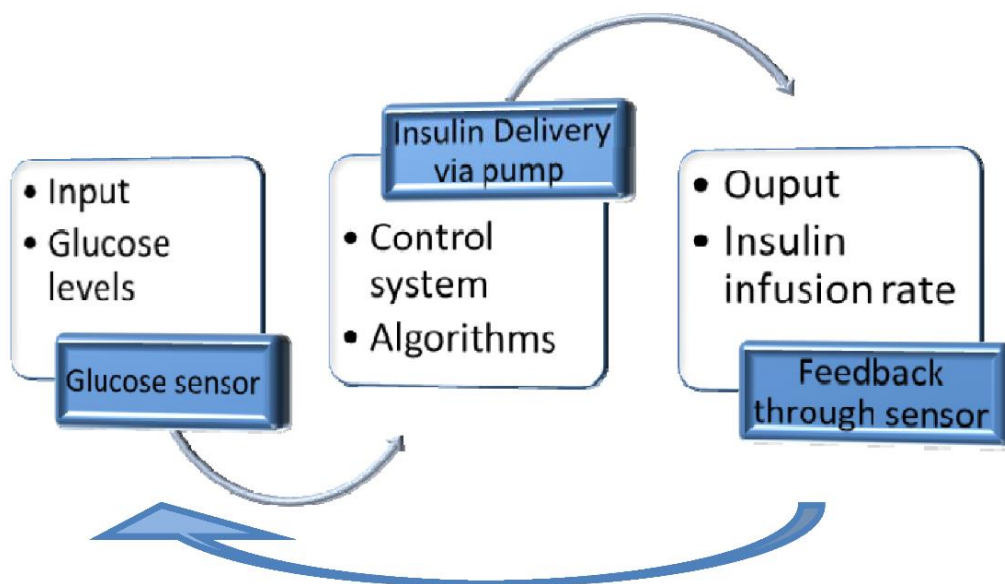 • Input
• Glucose
levels
Glucose sensor
Insulin Delivery
via pump
• Control
system
• Algorithms
• Ouput
• Insulin
infusion rate
Feedback
through sensor